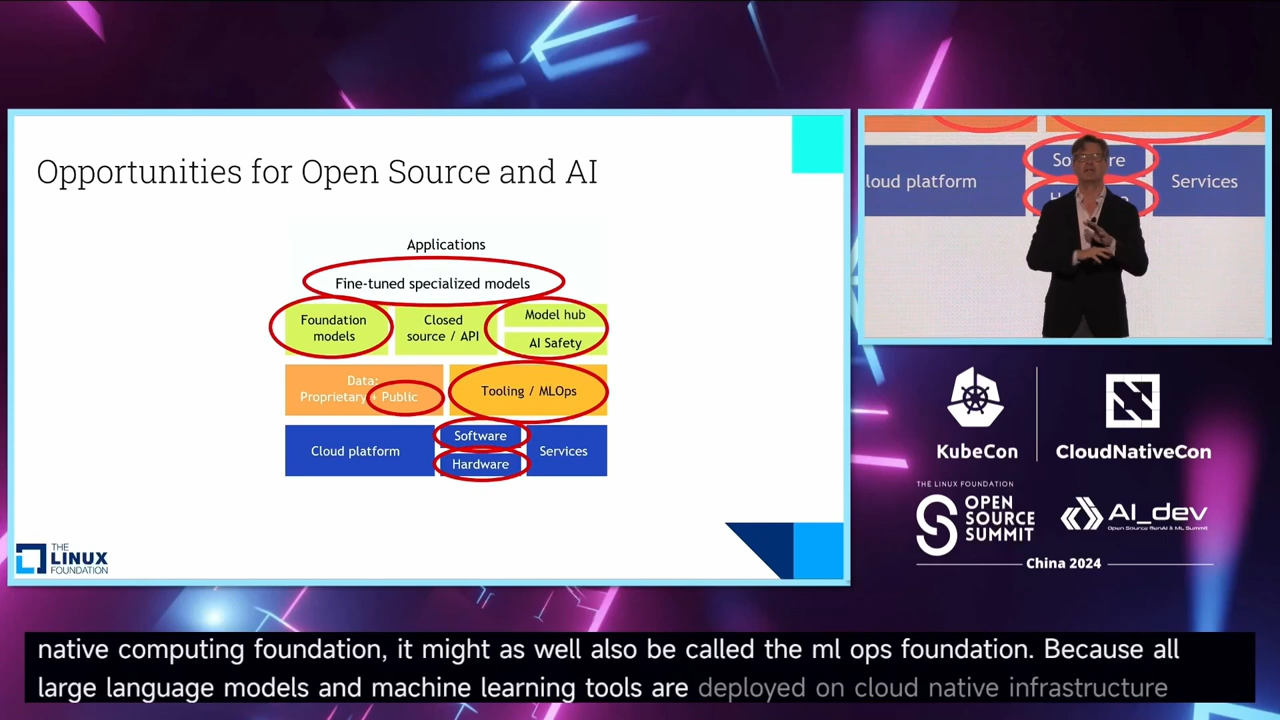 Opportunities for Open Source and AI
Applications
Fine-tuned specialized models
Foundation
models
Closed
source / API
Model hub
AI Safety
Data:
Proprietary + Public
Tooling / MLOps
Cloud platform
Software
Hardware
Services
THE
LINUX
FOUNDATION
loud platform
So re
Services
KubeCon
CloudNativeCon
THE LINUX FOUNDATION
OPEN
SOURCE
SUMMIT
AI_dev
Open Source GenAI & ML Summit
China 2024
native computing foundation, it might as well also be called the ml ops foundation. Because all
large language models and machine learning tools are deployed on cloud native infrastructure